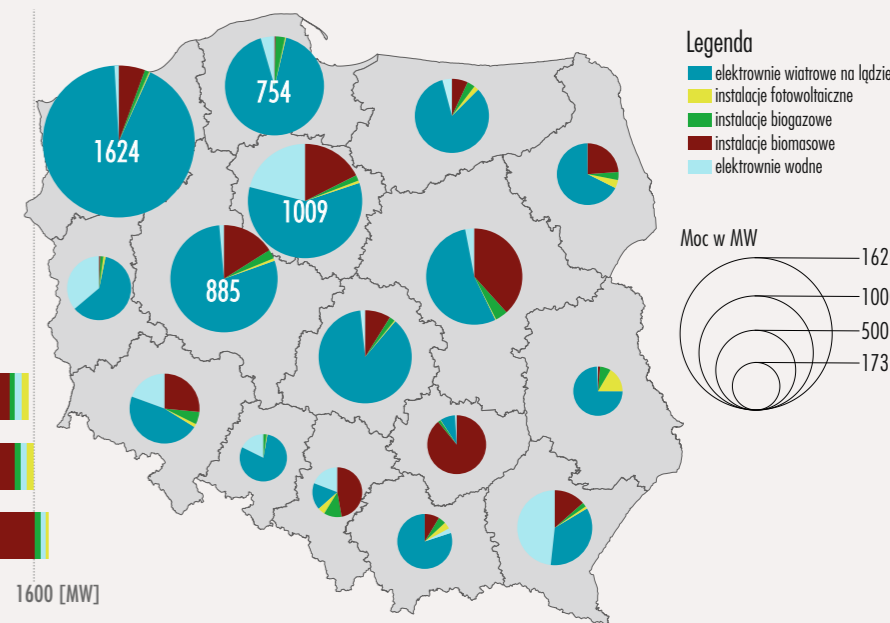 Legenda
elektrownie wiatrowe na lądzie
instalacje fotowoltaiczne
instalacje biogazowe
instalacje biomasowe
elektrownie wodne
754
1624
1009
885
Moc w MW
162
100
500
173
1600 [MW]